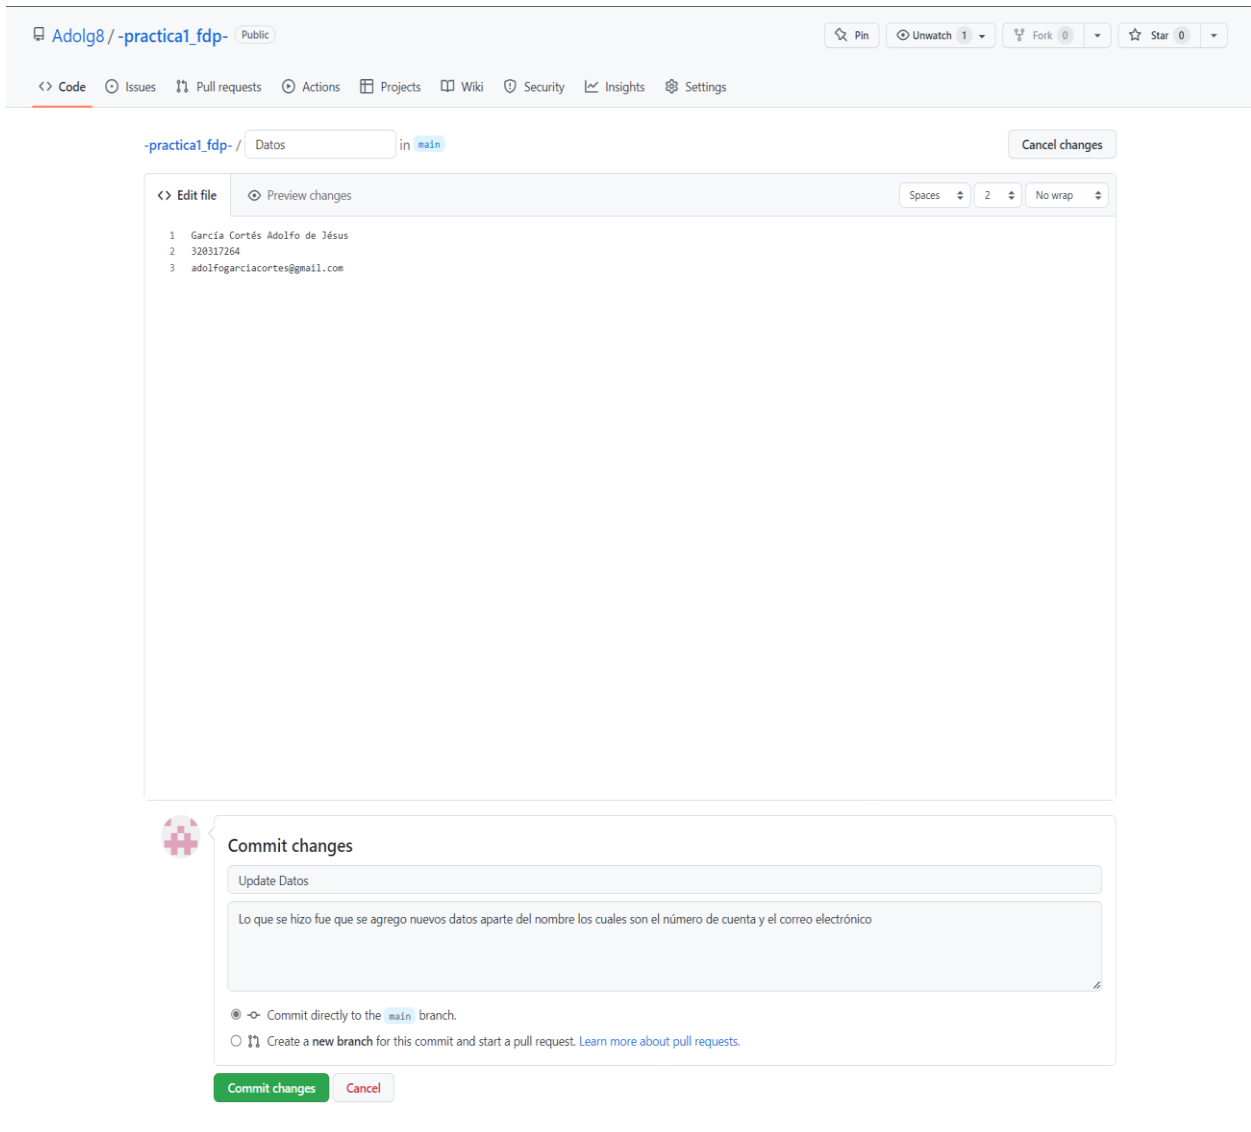 Adolg8 / -practica1_fdp- Public
Pin Unwatch 1 Fork 0 Star 0
<> Code Issues Pull requests Actions Projects Wiki Security Insights Settings
-practica1_fdp- / Datos in main Cancel changes
<> Edit file Preview changes Spaces 2 No wrap
1 García Cortés Adolfo de Jésus
2 320317264
3 adolfogarciacortes@gmail.com
Commit changes
Update Datos
Lo que se hizo fue que se agrego nuevos datos aparte del nombre los cuales son el número de cuenta y el correo electrónico
Commit directly to the main branch.
Create a new branch for this commit and start a pull request. Learn more about pull requests.
Commit changes Cancel